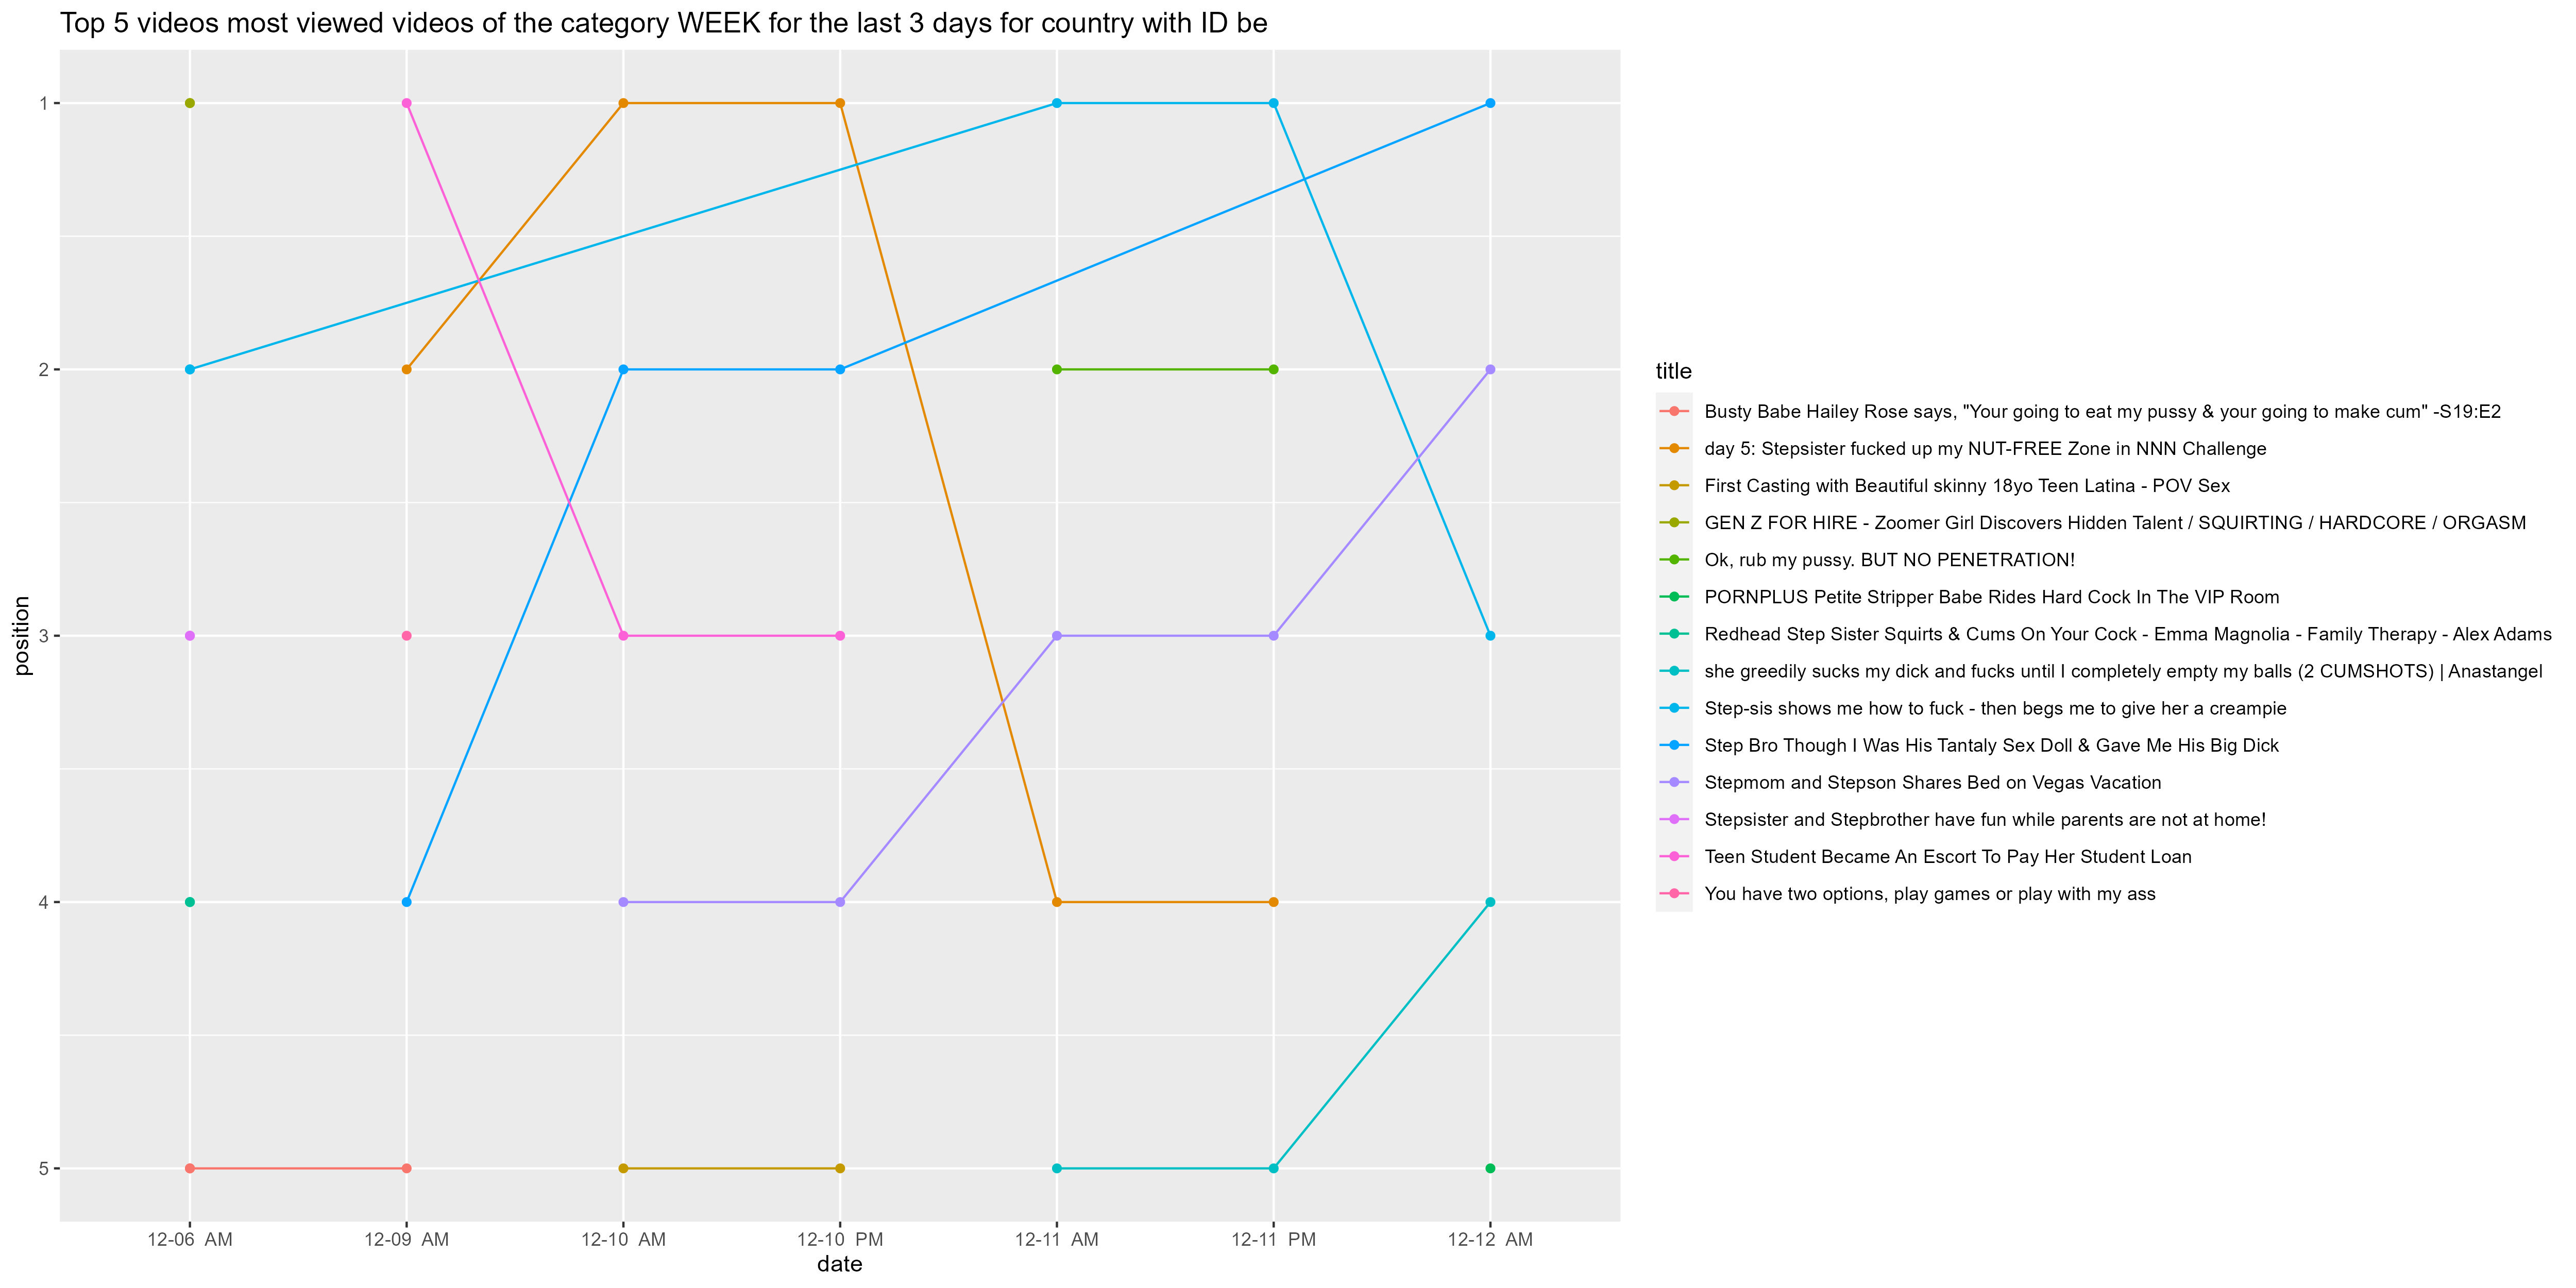 Top 5 videos most viewed videos of the category WEEK for the last 3 days for country with ID be
1
2
3
4
5
position
12-06 AM
12-09 AM
12-10 AM
12-10 PM
12-11 AM
12-11 PM
12-12 AM
date
title
Busty Babe Hailey Rose says, "Your going to eat my pussy & your going to make cum" -S19:E2
day 5: Stepsister fucked up my NUT-FREE Zone in NNN Challenge
First Casting with Beautiful skinny 18yo Teen Latina - POV Sex
GEN Z FOR HIRE - Zoomer Girl Discovers Hidden Talent / SQUIRTING / HARDCORE / ORGASM
Ok, rub my pussy. BUT NO PENETRATION!
PORNPLUS Petite Stripper Babe Rides Hard Cock In The VIP Room
Redhead Step Sister Squirts & Cums On Your Cock - Emma Magnolia - Family Therapy - Alex Adams
she greedily sucks my dick and fucks until I completely empty my balls (2 CUMSHOTS) | Anastangel
Step-sis shows me how to fuck - then begs me to give her a creampie
Step Bro Though I Was His Tantaly Sex Doll & Gave Me His Big Dick
Stepmom and Stepson Shares Bed on Vegas Vacation
Stepsister and Stepbrother have fun while parents are not at home!
Teen Student Became An Escort To Pay Her Student Loan
You have two options, play games or play with my ass